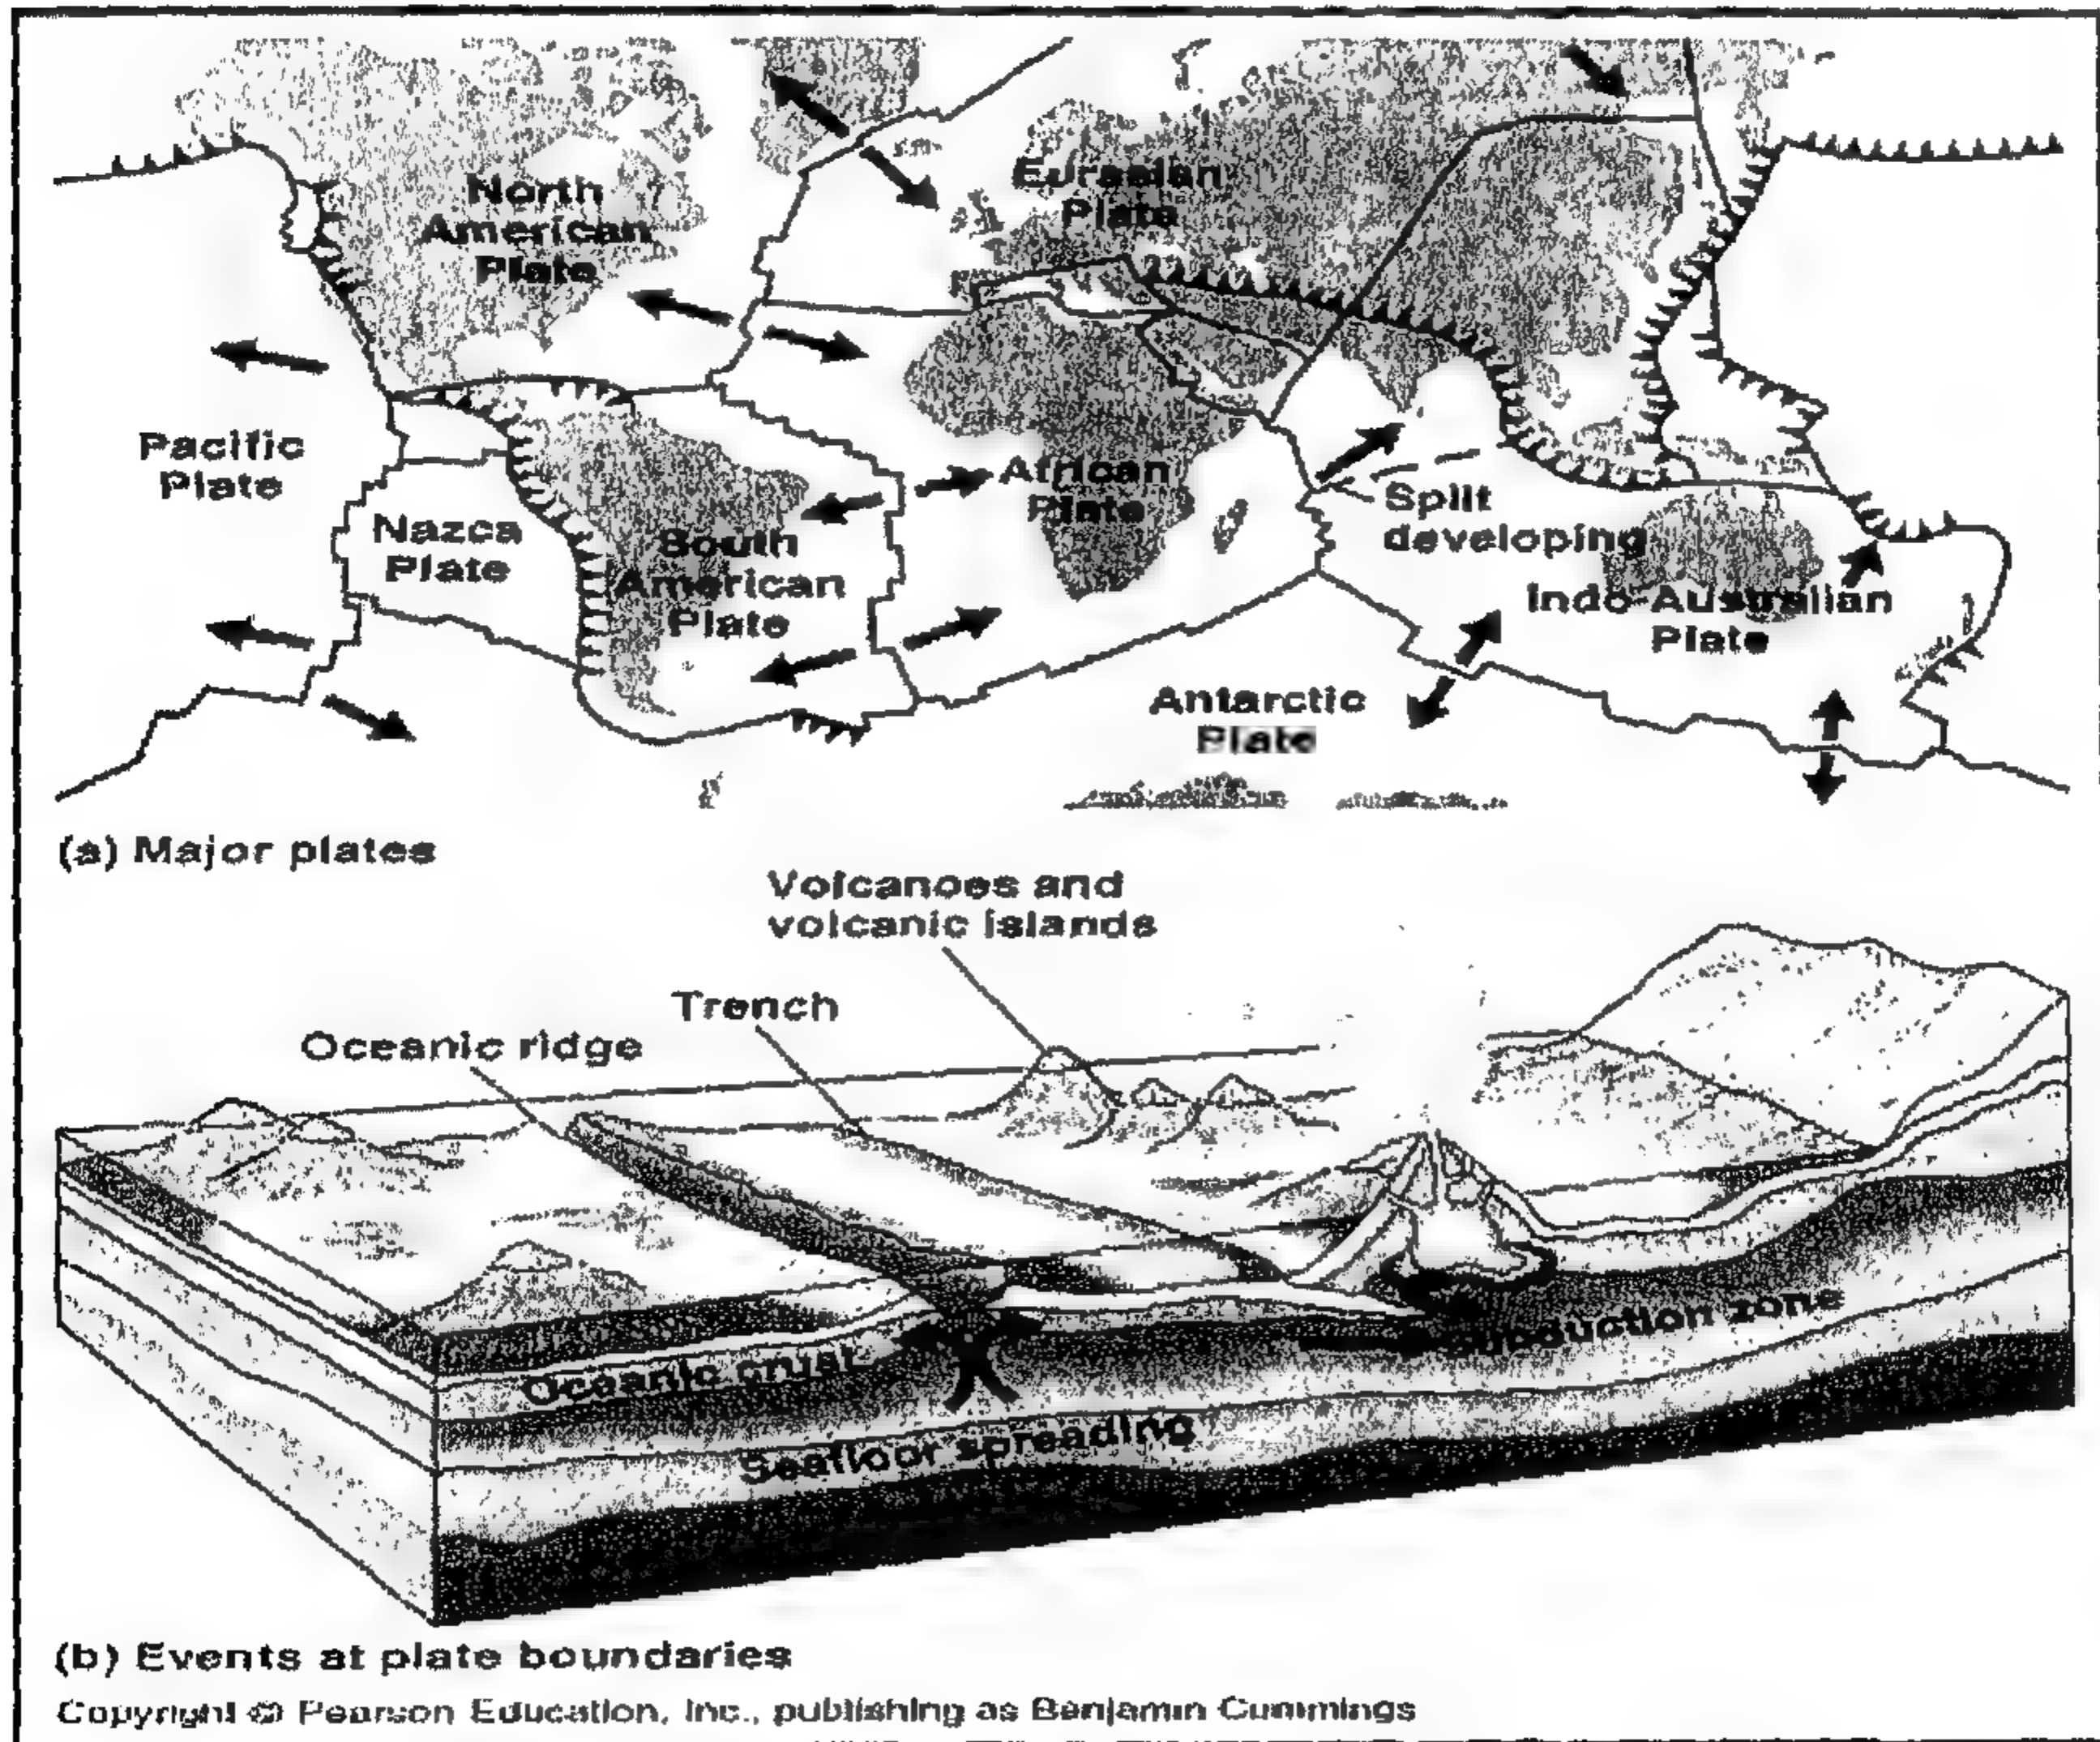 North
American
Plate
Eurasian
Plate
Pacific
Plate
Nazca
Plate
South
American
Plate
African
Plate
Split
developing
Indo-Australian
Plate
Antarctic
Plate
(a) Major plates
Volcanoes and
volcanic islands
Trench
Oceanic ridge
Subduction zone
Oceanic crust
Seafloor spreading
(b) Events at plate boundaries
Copyright © Pearson Education, Inc., publishing as Benjamin Cummings